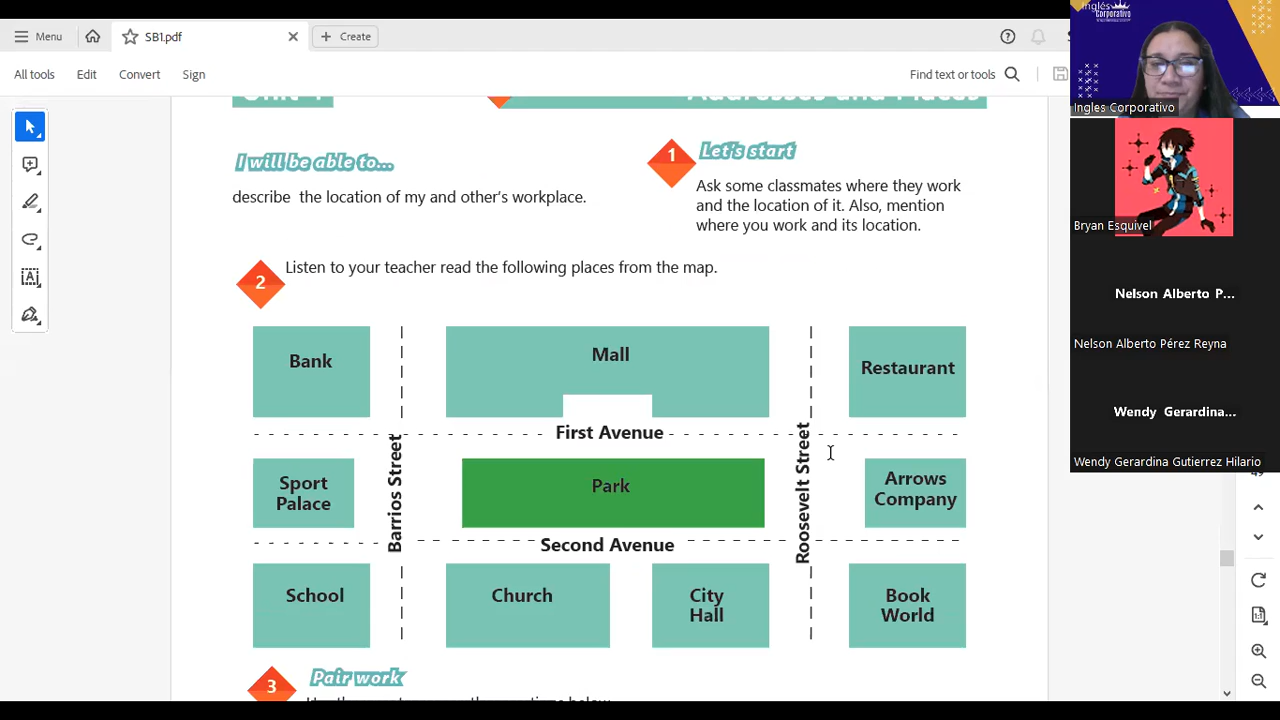 Menu
SB1.pdf
Create
All tools
Edit
Convert
Sign
Find text or tools
Unit 4
Addresses and Places
I will be able to...
describe the location of my and other's workplace.
1
Let's start
Ask some classmates where they work
and the location of it. Also, mention
where you work and its location.
2
Listen to your teacher read the following places from the map.
Bank
Mall
Restaurant
First Avenue
Sport
Palace
Barrios Street
Park
Roosevelt Street
Arrows
Company
Second Avenue
School
Church
City
Hall
Book
World
3
Pair work
Inglés
Corporativo
Ingles Corporativo
Bryan Esquivel
Nelson Alberto P...
Nelson Alberto Pérez Reyna
Wendy Gerardina...
Wendy Gerardina Gutierrez Hilario